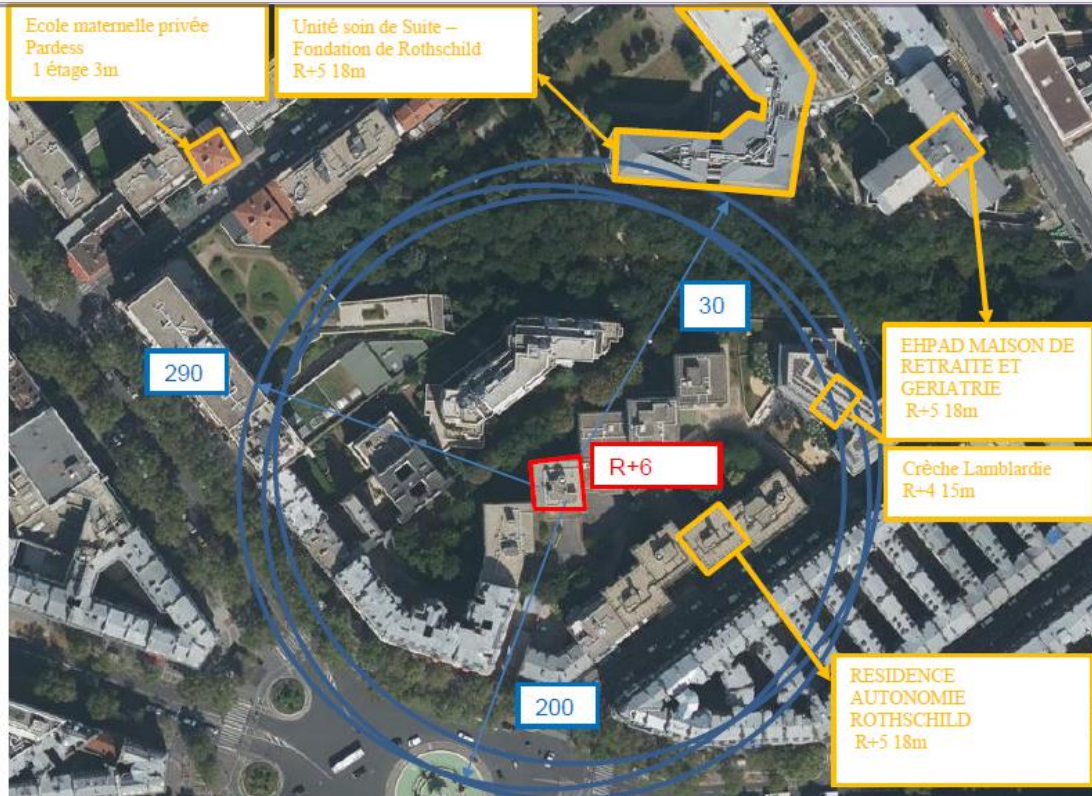 Ecole maternelle privée
Pardess
1 étage 3m
Unité soin de Suite –
Fondation de Rothschild
R+5 18m
30
290
EHPAD MAISON DE
RETRAITE ET
GERIATRIE
R+5 18m
R+6
Crèche Lamblardie
R+4 15m
200
RESIDENCE
AUTONOMIE
ROTHSCHILD
R+5 18m